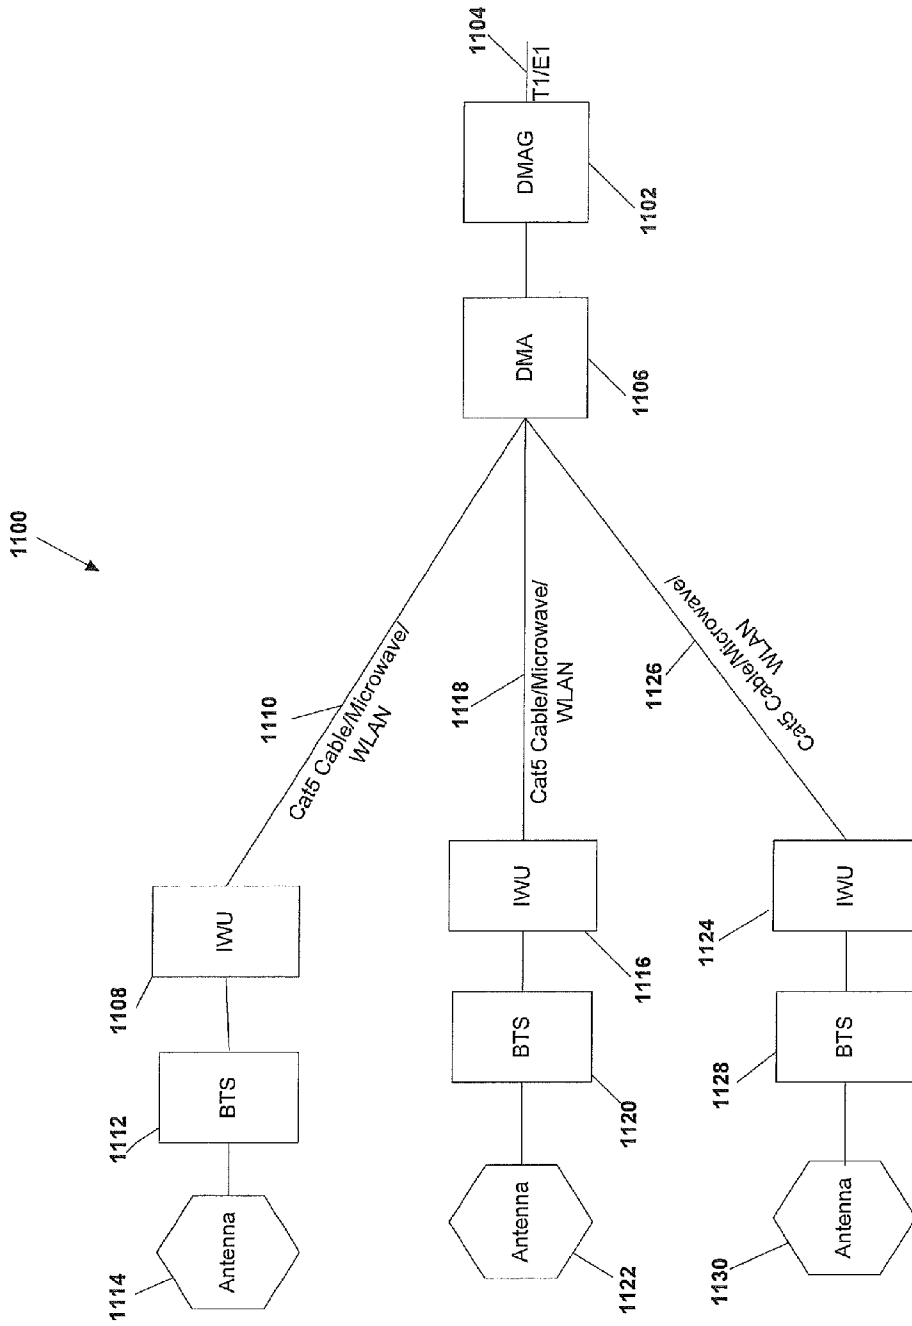 1100
1114
1112
1108
1110
Antenna
BTS
IWU
Cat5 Cable/Microwave/
WLAN
1118
1104
Antenna
BTS
IWU
Cat5 Cable/Microwave/
WLAN
DMA
DMAG
T1/E1
1122
1120
1116
1126
1106
1102
1130
1128
1124
Cat5 Cable/Microwave/
WLAN
Antenna
BTS
IWU